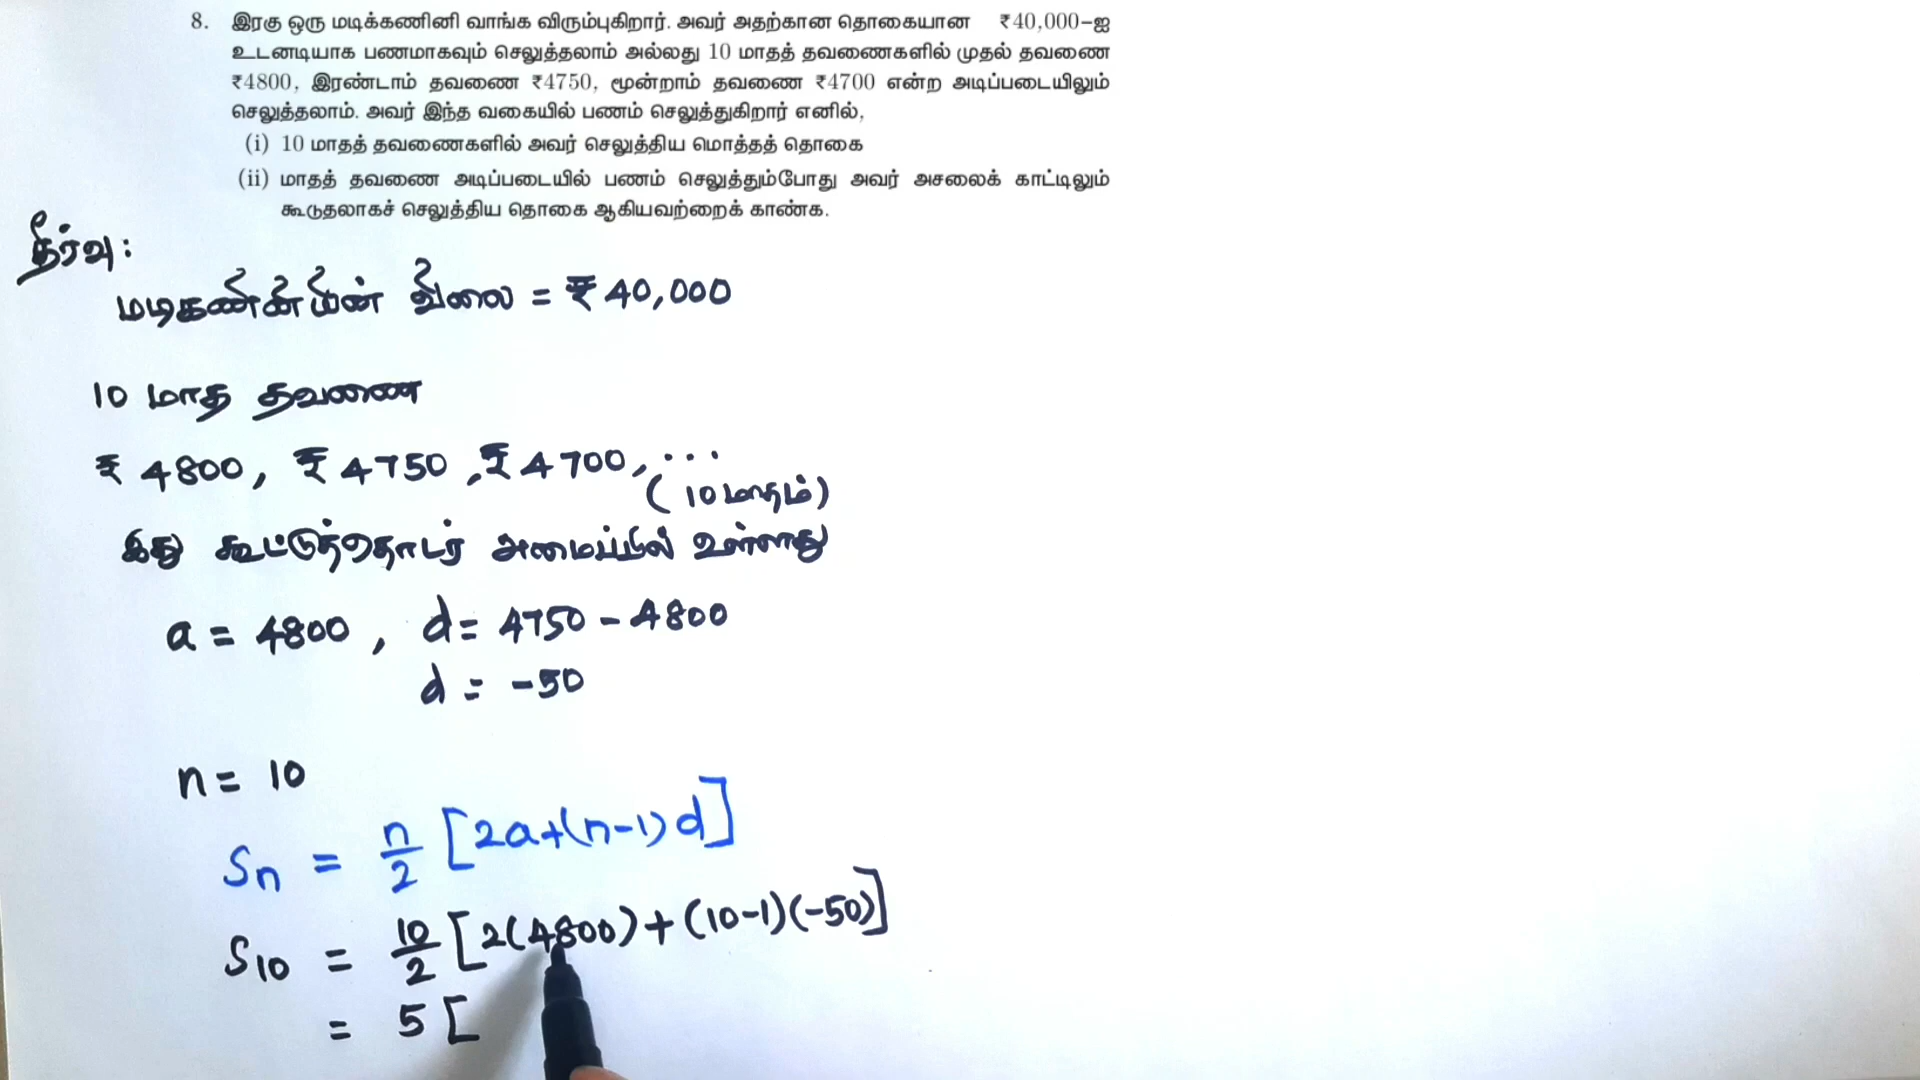 8. இரகு ஒரு மடிக்கணினி வாங்க விரும்புகிறார். அவர் அதற்கான தொகையான ₹40,000-ஐ
உடனடியாக பணமாகவும் செலுத்தலாம் அல்லது 10 மாதத் தவணைகளில் முதல் தவணை
₹4800, இரண்டாம் தவணை ₹4750, மூன்றாம் தவணை ₹4700 என்ற அடிப்படையிலும்
செலுத்தலாம். அவர் இந்த வகையில் பணம் செலுத்துகிறார் எனில்,
(i) 10 மாதத் தவணைகளில் அவர் செலுத்திய மொத்தத் தொகை
(ii) மாதத் தவணை அடிப்படையில் பணம் செலுத்தும்போது அவர் அசலைக் காட்டிலும்
கூடுதலாகச் செலுத்திய தொகை ஆகியவற்றைக் காண்க.
தீர்வு:
மடிகணினியின் விலை = ₹ 40,000
10 மாத தவணை
₹ 4800, ₹ 4750, ₹ 4700, ...
(10 மாதம்)
இது கூட்டுத்தொடர் அமைப்பில் உள்ளது
a = 4800, d = 4750 - 4800
d = -50
n = 10
Sn = n/2 [2a+(n-1)d]
S10 = 10/2 [2(4800)+(10-1)(-50)]
= 5 [